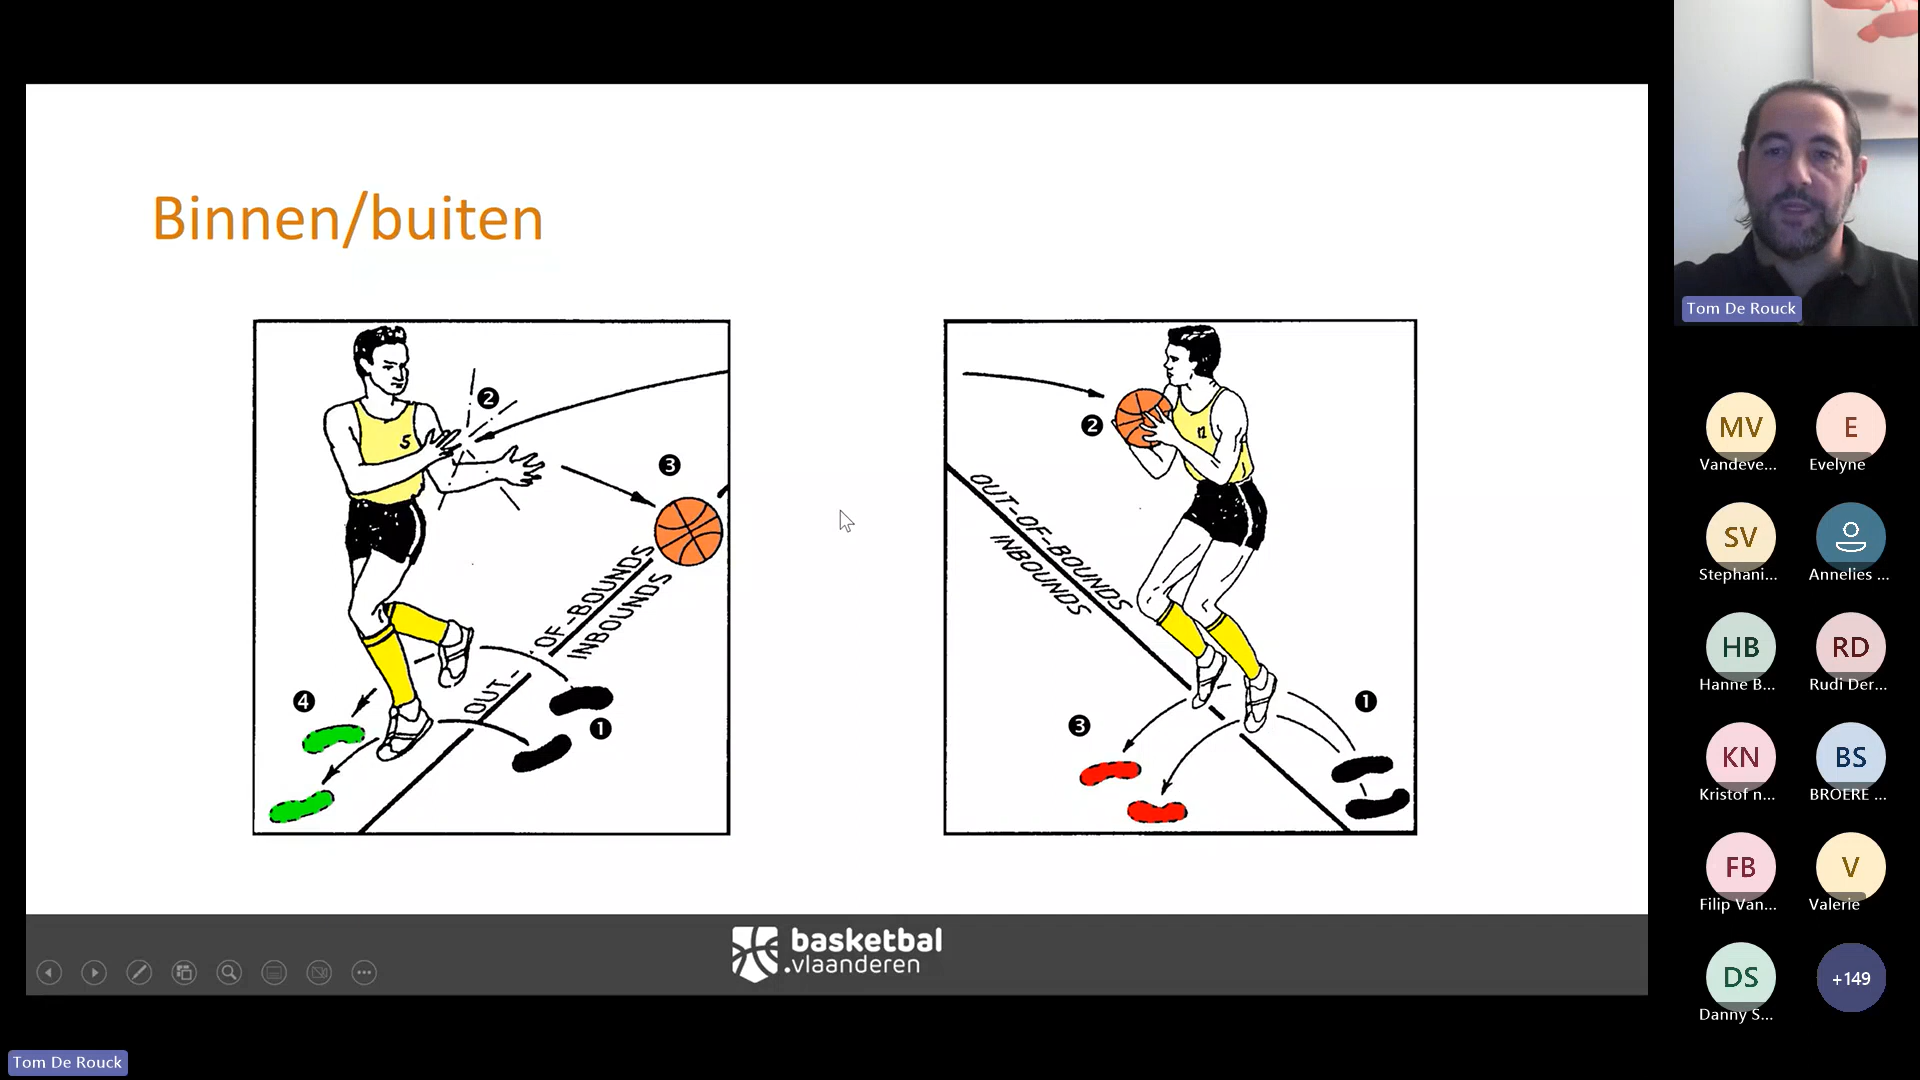 Binnen/buiten
2
5
3
OUT-OF-BOUNDS
INBOUNDS
4
1
2
12
OUT-OF-BOUNDS
INBOUNDS
3
1
basketbal
.vlaanderen
Tom De Rouck
MV
Vandeve...
E
Evelyne
SV
Stephani...
Annelies ...
HB
Hanne B...
RD
Rudi Der...
KN
Kristof n...
BS
BROERE ...
FB
Filip Van...
V
Valerie
DS
Danny S...
+149
Tom De Rouck